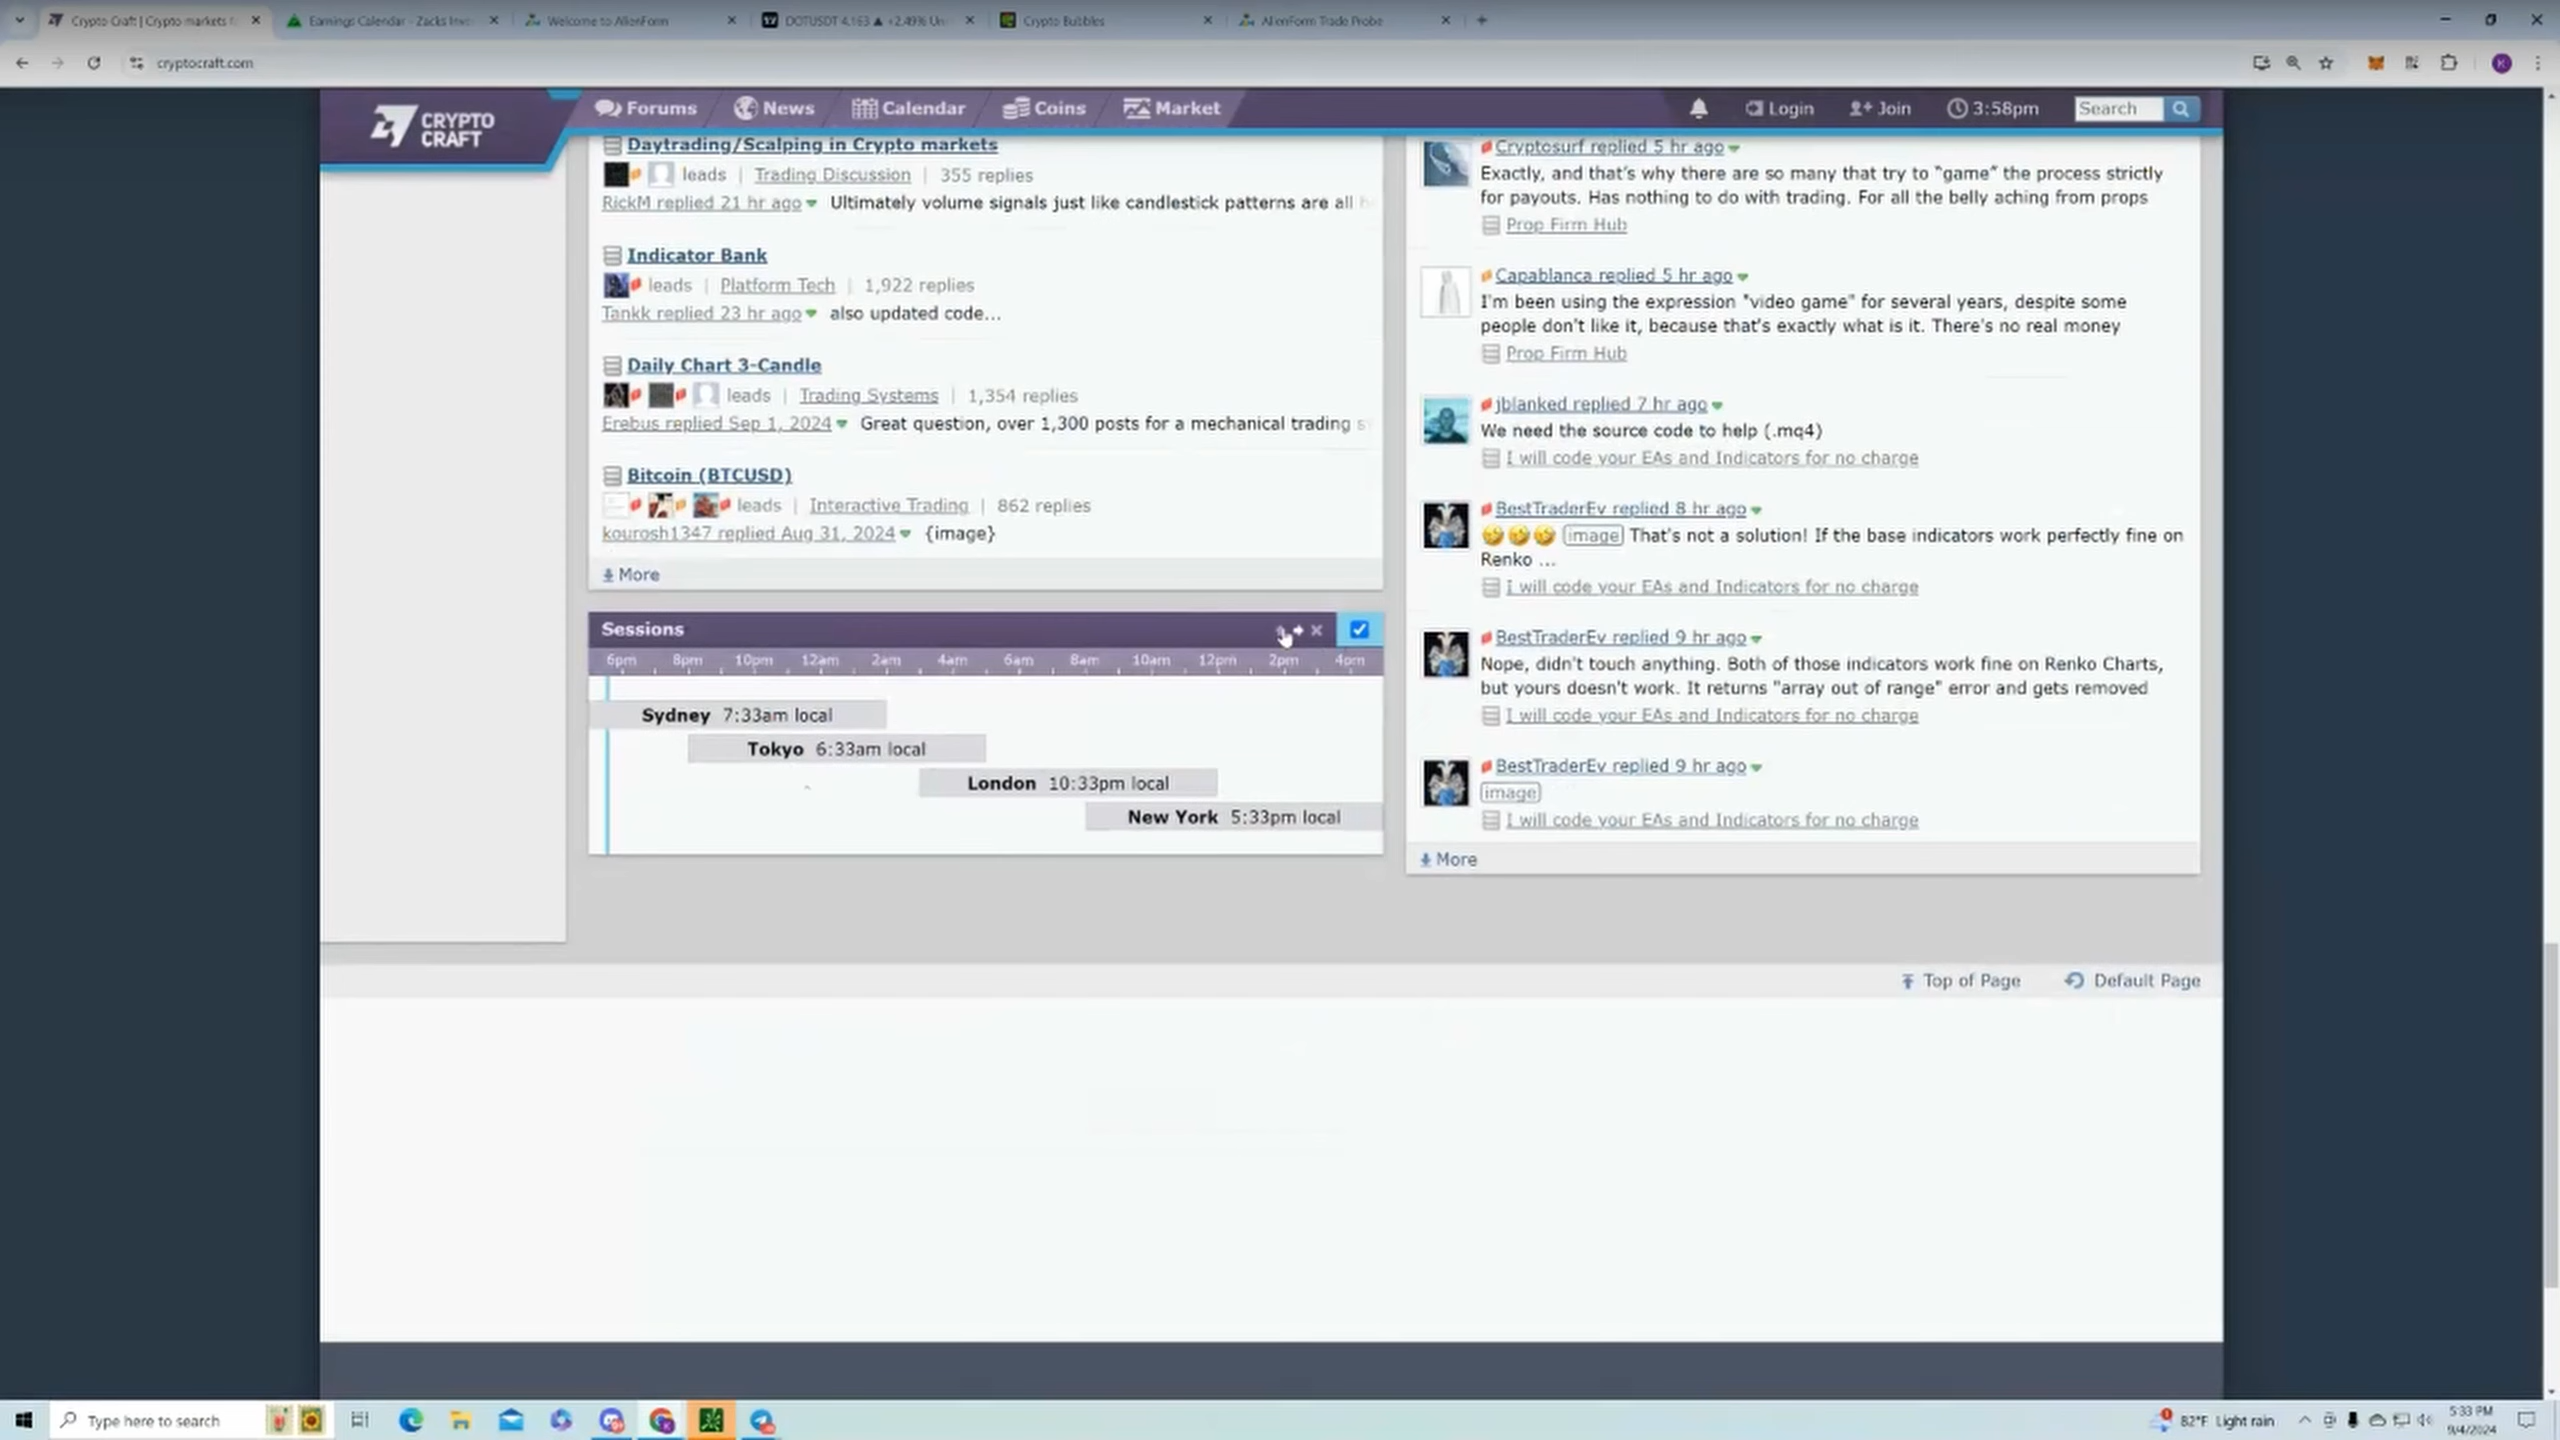 Crypto Craft | Crypto markets f
Earnings Calendar - Zacks Inve
Welcome to AlienForm
DOTUSDT 4.163 ▲ +2.49% Un
Crypto Bubbles
AlienForm Trade Probe
cryptocraft.com
K
CRYPTO
CRAFT
Forums
News
Calendar
Coins
Market
Login
Join
3:58pm
Search
Daytrading/Scalping in Crypto markets
leads | Trading Discussion | 355 replies
RickM replied 21 hr ago Ultimately volume signals just like candlestick patterns are all
Indicator Bank
leads | Platform Tech | 1,922 replies
Tankk replied 23 hr ago also updated code...
Daily Chart 3-Candle
leads | Trading Systems | 1,354 replies
Erebus replied Sep 1, 2024 Great question, over 1,300 posts for a mechanical trading s
Bitcoin (BTCUSD)
leads | Interactive Trading | 862 replies
kourosh1347 replied Aug 31, 2024 {image}
More
Sessions
6pm 8pm 10pm 12am 2am 4am 6am 8am 10am 12pm 2pm 4pm
Sydney 7:33am local
Tokyo 6:33am local
London 10:33pm local
New York 5:33pm local
Cryptosurf replied 5 hr ago
Exactly, and that's why there are so many that try to "game" the process strictly
for payouts. Has nothing to do with trading. For all the belly aching from props
Prop Firm Hub
Capablanca replied 5 hr ago
I'm been using the expression "video game" for several years, despite some
people don't like it, because that's exactly what is it. There's no real money
Prop Firm Hub
jblanked replied 7 hr ago
We need the source code to help (.mq4)
I will code your EAs and Indicators for no charge
BestTraderEv replied 8 hr ago
🤣🤣🤣 image That's not a solution! If the base indicators work perfectly fine on
Renko ...
I will code your EAs and Indicators for no charge
BestTraderEv replied 9 hr ago
Nope, didn't touch anything. Both of those indicators work fine on Renko Charts,
but yours doesn't work. It returns "array out of range" error and gets removed
I will code your EAs and Indicators for no charge
BestTraderEv replied 9 hr ago
image
I will code your EAs and Indicators for no charge
More
Top of Page
Default Page
Type here to search
82°F Light rain
5:33 PM
9/4/2024